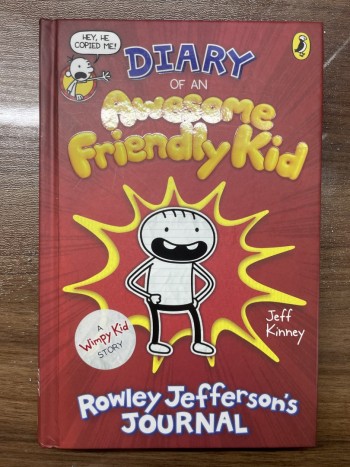 HEY, HE
COPIED ME!
DIARY
OF AN
Awesome
Friendly Kid
Jeff
Kinney
A
Wimpy Kid
STORY
Rowley Jefferson's
JOURNAL